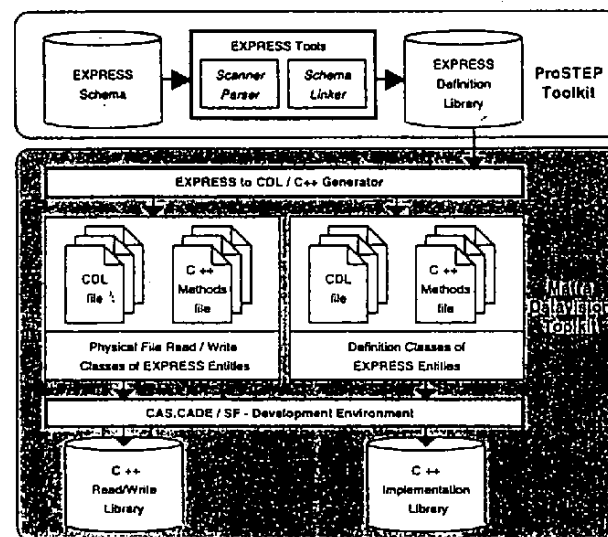 EXPRESS
Schema
EXPRESS Tools
Scanner
Parser
Schema
Linker
EXPRESS
Definition
Library
ProSTEP
Toolkit
EXPRESS to CDL / C++ Generator
CDL
file
C ++
Methods
file
CDL
file
C ++
Methods
file
Physical File Read / Write
Classes of EXPRESS Entities
Definition Classes of
EXPRESS Entities
Matra
Datavision
Toolkit
CAS.CADE / SF - Development Environment
C ++
Read/Write
Library
C ++
Implementation
Library